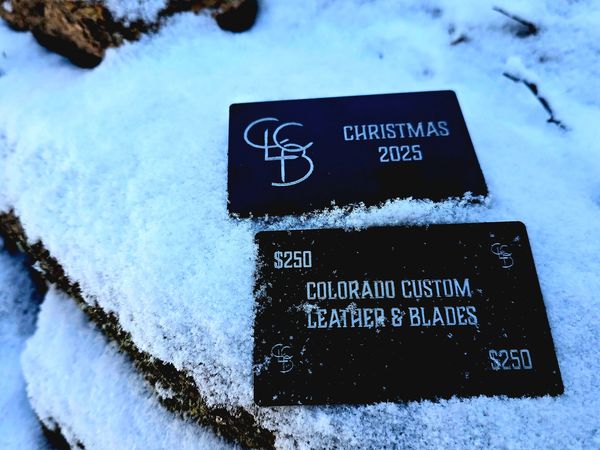 CLCB
CHRISTMAS
2025
$250
COLORADO CUSTOM
LEATHER & BLADES
$250